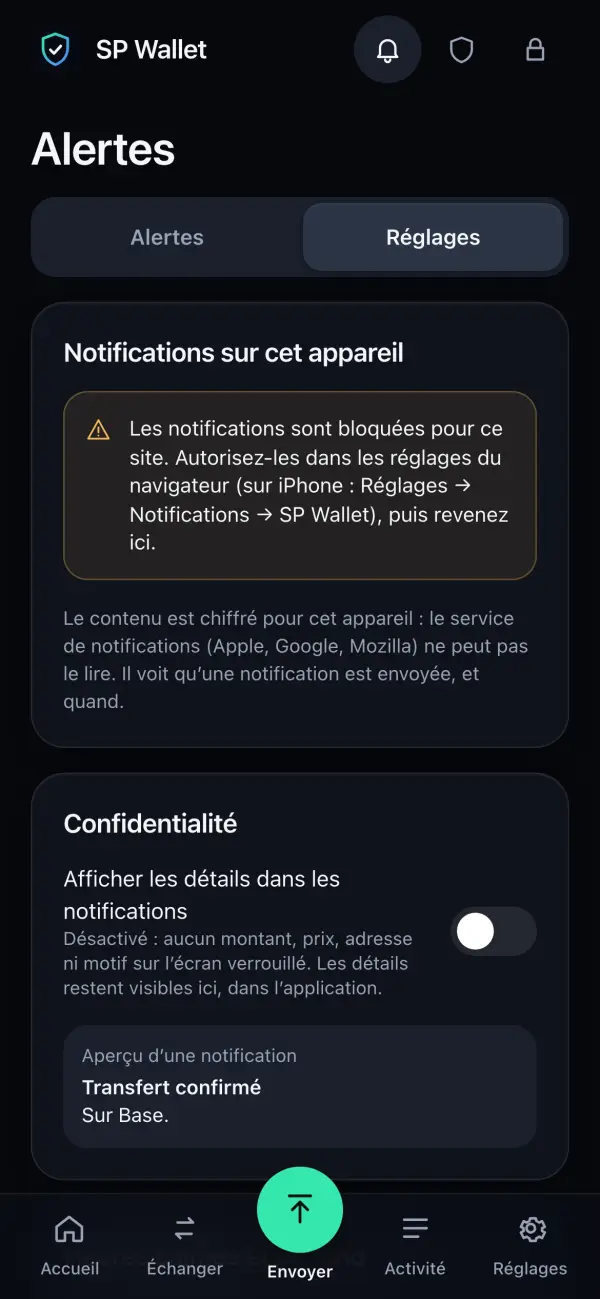 SP Wallet
Alertes
Alertes
Réglages
Notifications sur cet appareil
Les notifications sont bloquées pour ce
site. Autorisez-les dans les réglages du
navigateur (sur iPhone : Réglages →
Notifications → SP Wallet), puis revenez
ici.
Le contenu est chiffré pour cet appareil : le service
de notifications (Apple, Google, Mozilla) ne peut pas
le lire. Il voit qu’une notification est envoyée, et
quand.
Confidentialité
Afficher les détails dans les
notifications
Désactivé : aucun montant, prix, adresse
ni motif sur l’écran verrouillé. Les détails
restent visibles ici, dans l’application.
Aperçu d’une notification
Transfert confirmé
Sur Base.
Accueil
Échanger
Envoyer
Activité
Réglages